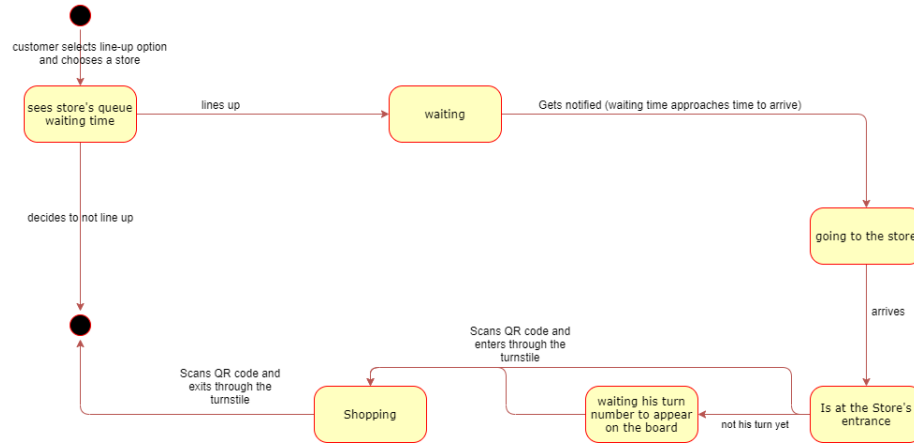 customer selects line-up option
and chooses a store
sees store's queue
waiting time
lines up
waiting
Gets notified (waiting time approaches time to arrive)
going to the store
decides to not line up
arrives
Scans QR code and
enters through the
turnstile
Scans QR code and
exits through the
turnstile
Shopping
waiting his turn
number to appear
on the board
not his turn yet
Is at the Store's
entrance